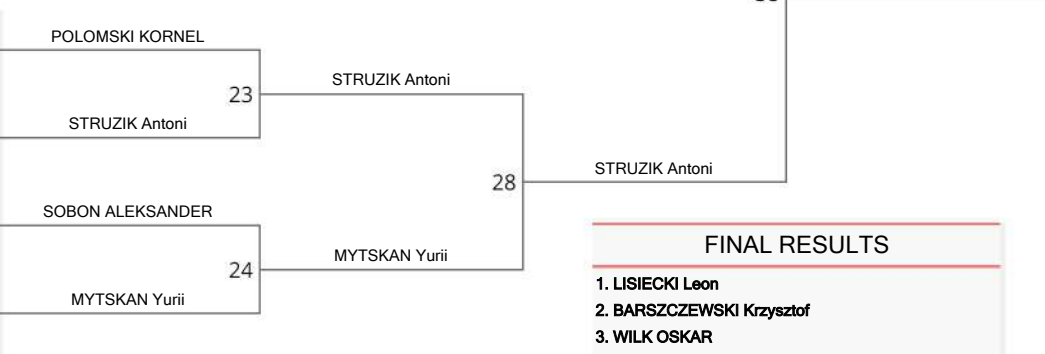 POLOMSKI KORNEL
STRUZIK Antoni
23
STRUZIK Antoni
STRUZIK Antoni
28
SOBON ALEKSANDER
MYTSKAN Yurii
24
MYTSKAN Yurii
FINAL RESULTS
1. LISIECKI Leon
2. BARSZCZEWSKI Krzysztof
3. WILK OSKAR